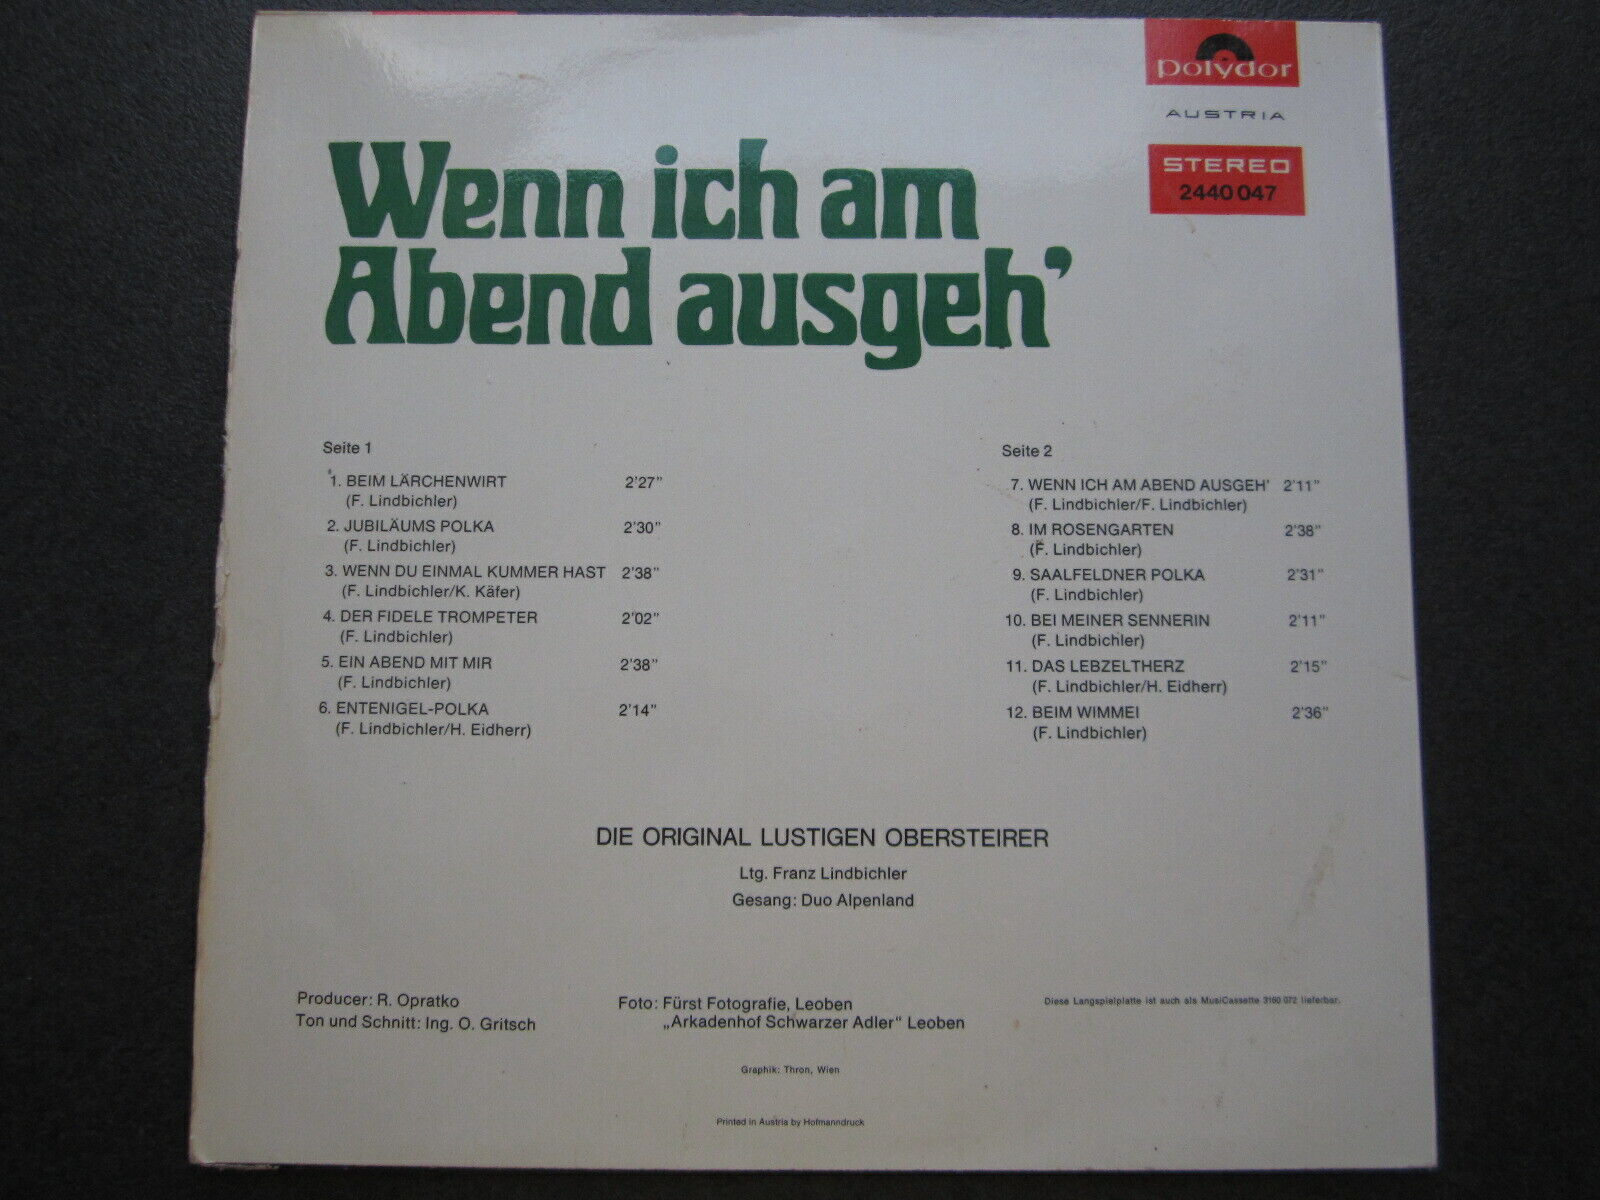 polydor
AUSTRIA
STEREO
2440 047
Wenn ich am
Abend ausgeh'
Seite 1
1. BEIM LÄRCHENWIRT 2'27"
(F. Lindbichler)
2. JUBILÄUMS POLKA 2'30"
(F. Lindbichler)
3. WENN DU EINMAL KUMMER HAST 2'38"
(F. Lindbichler/K. Käfer)
4. DER FIDELE TROMPETER 2'02"
(F. Lindbichler)
5. EIN ABEND MIT MIR 2'38"
(F. Lindbichler)
6. ENTENIGEL-POLKA 2'14"
(F. Lindbichler/H. Eidherr)
Seite 2
7. WENN ICH AM ABEND AUSGEH' 2'11"
(F. Lindbichler/F. Lindbichler)
8. IM ROSENGARTEN 2'38"
(F. Lindbichler)
9. SAALFELDNER POLKA 2'31"
(F. Lindbichler)
10. BEI MEINER SENNERIN 2'11"
(F. Lindbichler)
11. DAS LEBZELTHERZ 2'15"
(F. Lindbichler/H. Eidherr)
12. BEIM WIMMEI 2'36"
(F. Lindbichler)
DIE ORIGINAL LUSTIGEN OBERSTEIRER
Ltg. Franz Lindbichler
Gesang: Duo Alpenland
Producer: R. Opratko
Ton und Schnitt: Ing. O. Gritsch
Foto: Fürst Fotografie, Leoben
„Arkadenhof Schwarzer Adler" Leoben
Diese Langspielplatte ist auch als MusiCassette 3160 072 lieferbar.
Graphik: Thron, Wien
Printed in Austria by Hofmanndruck